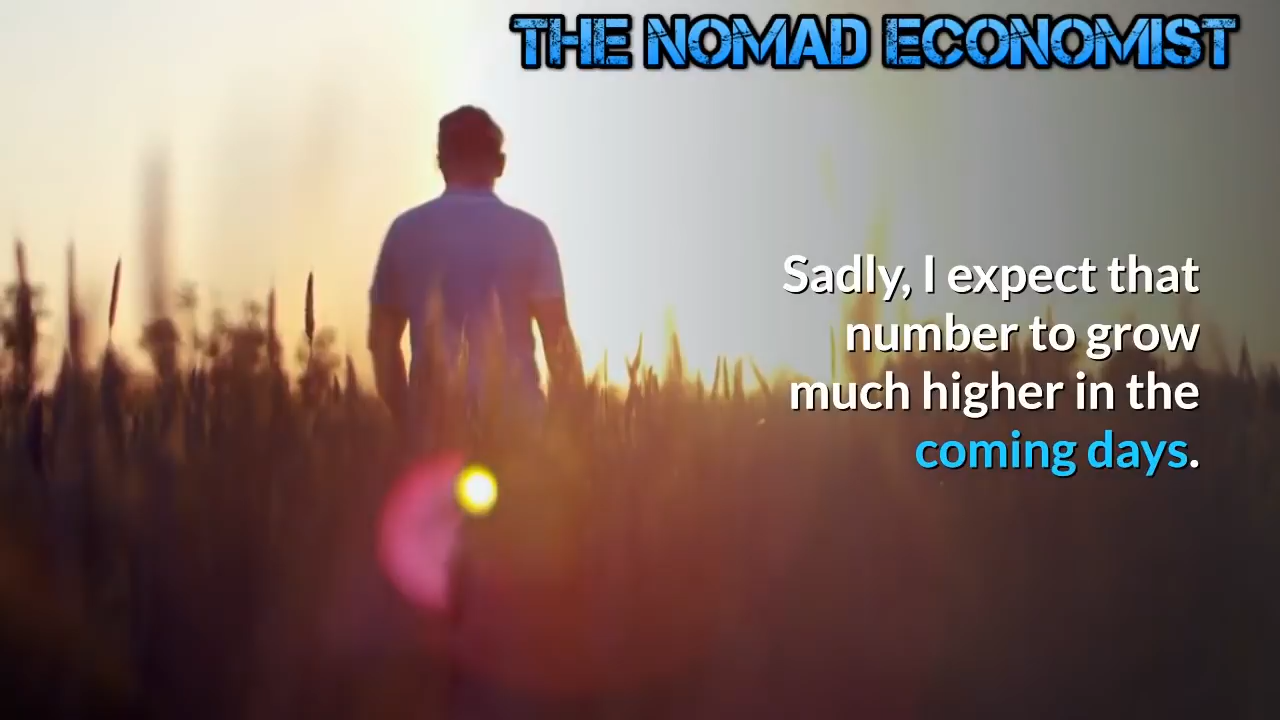 THE NOMAD ECONOMIST
Sadly, I expect that
number to grow
much higher in the
coming days.